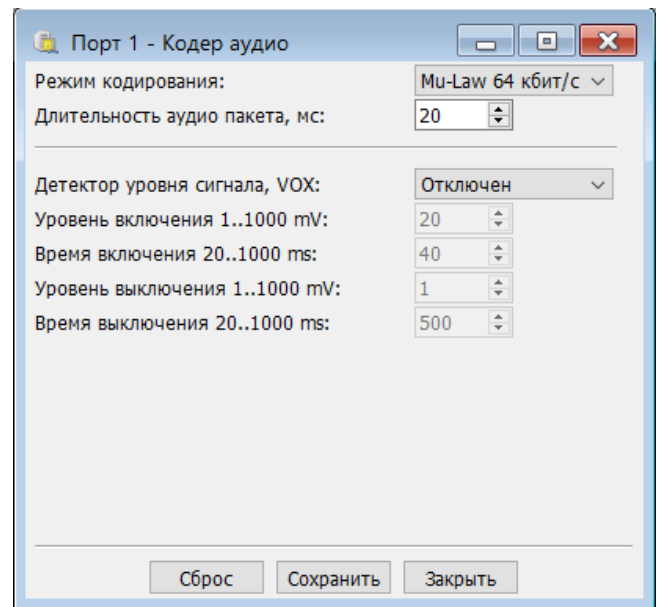 Порт 1 - Кодер аудио
Режим кодирования: Mu-Law 64 кбит/с
Длительность аудио пакета, мс: 20
Детектор уровня сигнала, VOX: Отключен
Уровень включения 1..1000 mV: 20
Время включения 20..1000 ms: 40
Уровень выключения 1..1000 mV: 1
Время выключения 20..1000 ms: 500
Сброс Сохранить Закрыть